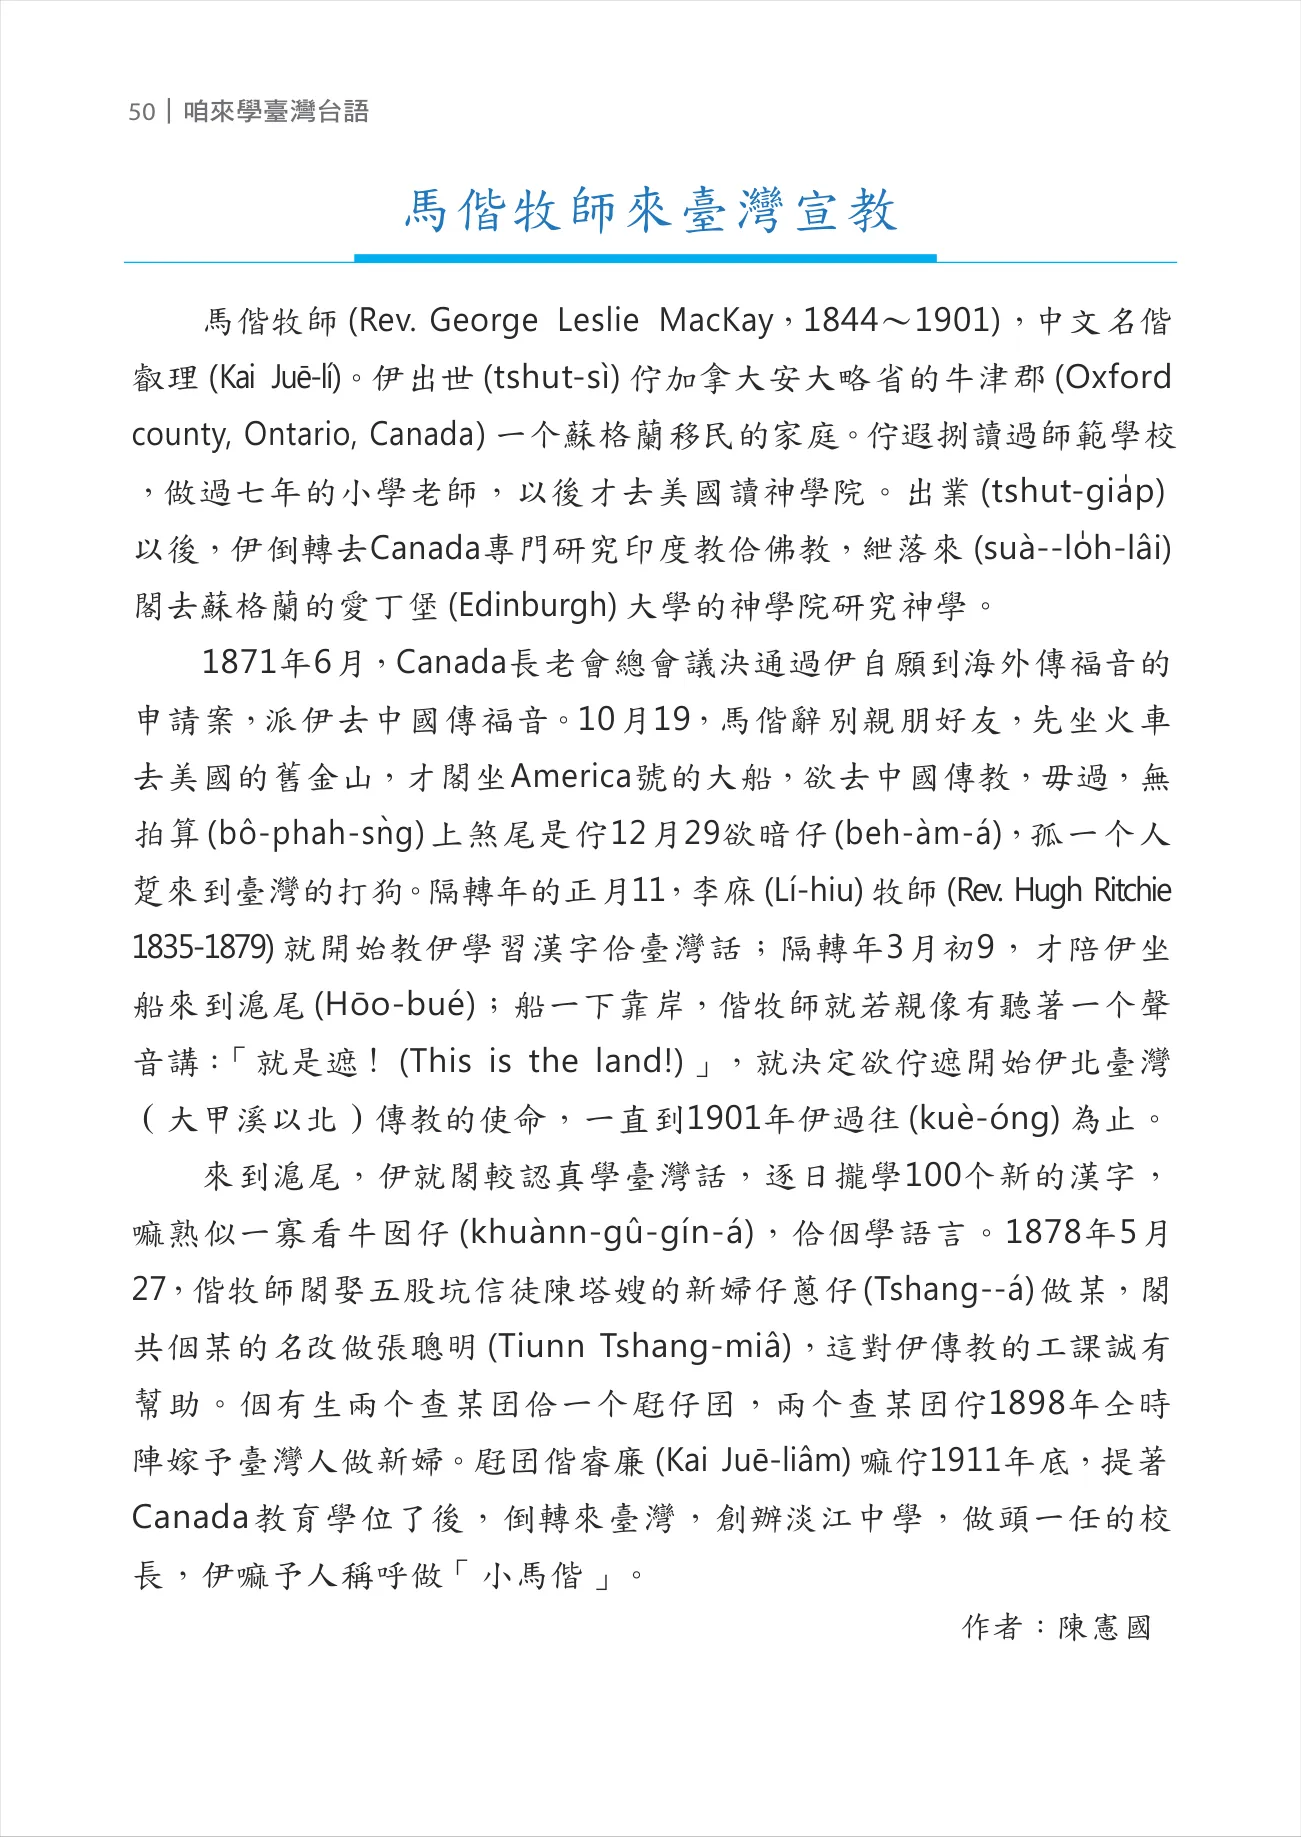 50｜咱來學臺灣台語
馬偕牧師來臺灣宣教
馬偕牧師 (Rev. George Leslie MacKay，1844～1901)，中文名偕
叡理 (Kai Juē-lí)。伊出世 (tshut-sì) 佇加拿大安大略省的牛津郡 (Oxford
county, Ontario, Canada) 一个蘇格蘭移民的家庭。佇遐捌讀過師範學校
，做過七年的小學老師，以後才去美國讀神學院。出業 (tshut-gia̍p)
以後，伊倒轉去Canada專門研究印度教佮佛教，紲落來 (suà--lo̍h-lâi)
閣去蘇格蘭的愛丁堡 (Edinburgh) 大學的神學院研究神學。
1871年6月，Canada長老會總會議決通過伊自願到海外傳福音的
申請案，派伊去中國傳福音。10月19，馬偕辭別親朋好友，先坐火車
去美國的舊金山，才閣坐America號的大船，欲去中國傳教，毋過，無
拍算 (bô-phah-sǹg) 上煞尾是佇12月29欲暗仔 (beh-àm-á)，孤一个人
踅來到臺灣的打狗。隔轉年的正月11，李庥 (Lí-hiu) 牧師 (Rev. Hugh Ritchie
1835-1879) 就開始教伊學習漢字佮臺灣話；隔轉年3月初9，才陪伊坐
船來到滬尾 (Hōo-bué)；船一下靠岸，偕牧師就若親像有聽著一个聲
音講：「就是遮！ (This is the land!) 」，就決定欲佇遮開始伊北臺灣
（大甲溪以北）傳教的使命，一直到1901年伊過往 (kuè-óng) 為止。
來到滬尾，伊就閣較認真學臺灣話，逐日攏學100个新的漢字，
嘛熟似一寡看牛囡仔 (khuànn-gû-gín-á)，佮𪜶學語言。1878年5月
27，偕牧師閣娶五股坑信徒陳塔嫂的新婦仔蔥仔 (Tshang--á) 做某，閣
共𪜶某的名改做張聰明 (Tiunn Tshang-miâ)，這對伊傳教的工課誠有
幫助。𪜶有生兩个查某囝佮一个後仔囝，兩个查某囝佇1898年仝時
陣嫁予臺灣人做新婦。後囝偕睿廉 (Kai Juē-liâm) 嘛佇1911年底，提著
Canada教育學位了後，倒轉來臺灣，創辦淡江中學，做頭一任的校
長，伊嘛予人稱呼做「小馬偕」。
作者：陳憲國